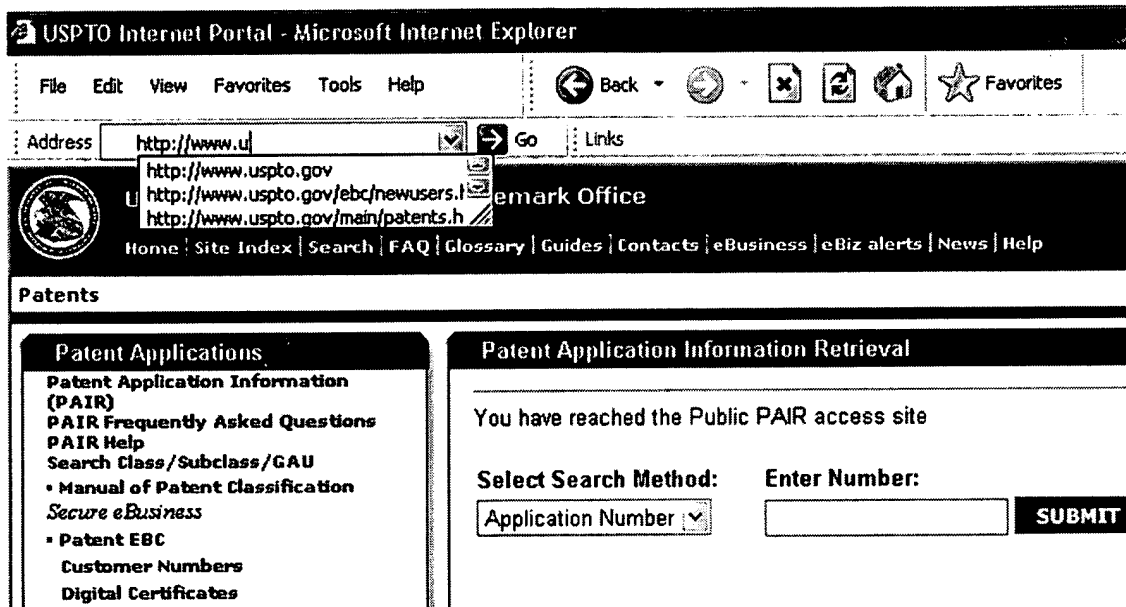 USPTO Internet Portal - Microsoft Internet Explorer
File Edit View Favorites Tools Help Back Favorites
Address http://www.u Go Links
http://www.uspto.gov
http://www.uspto.gov/ebc/newusers.h
http://www.uspto.gov/main/patents.h
U emark Office
Home | Site Index | Search | FAQ | Glossary | Guides | Contacts | eBusiness | eBiz alerts | News | Help
Patents
Patent Applications
Patent Application Information
(PAIR)
PAIR Frequently Asked Questions
PAIR Help
Search Class/Subclass/GAU
• Manual of Patent Classification
Secure eBusiness
• Patent EBC
Customer Numbers
Digital Certificates
Patent Application Information Retrieval
You have reached the Public PAIR access site
Select Search Method: Enter Number:
Application Number SUBMIT